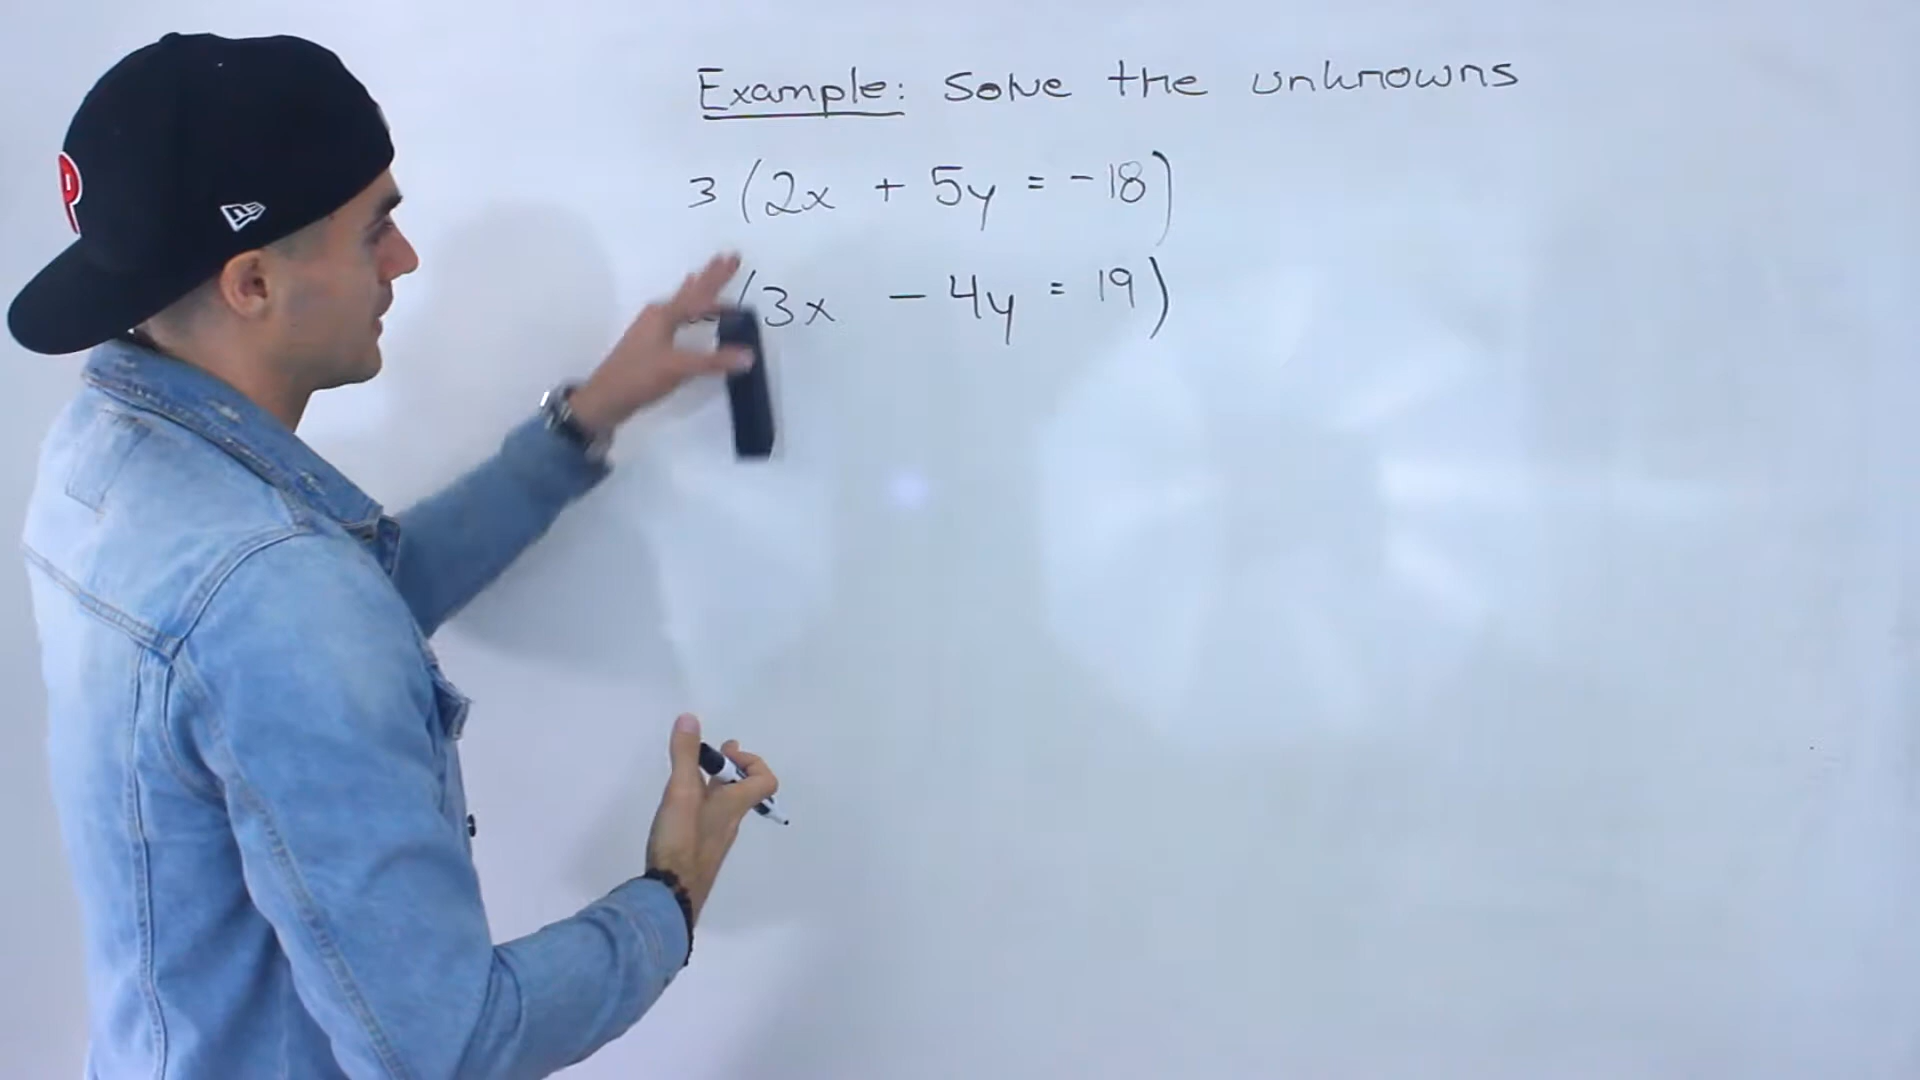 Example: Solve the unknowns
3 (2x + 5y = -18)
(3x - 4y = 19)
P